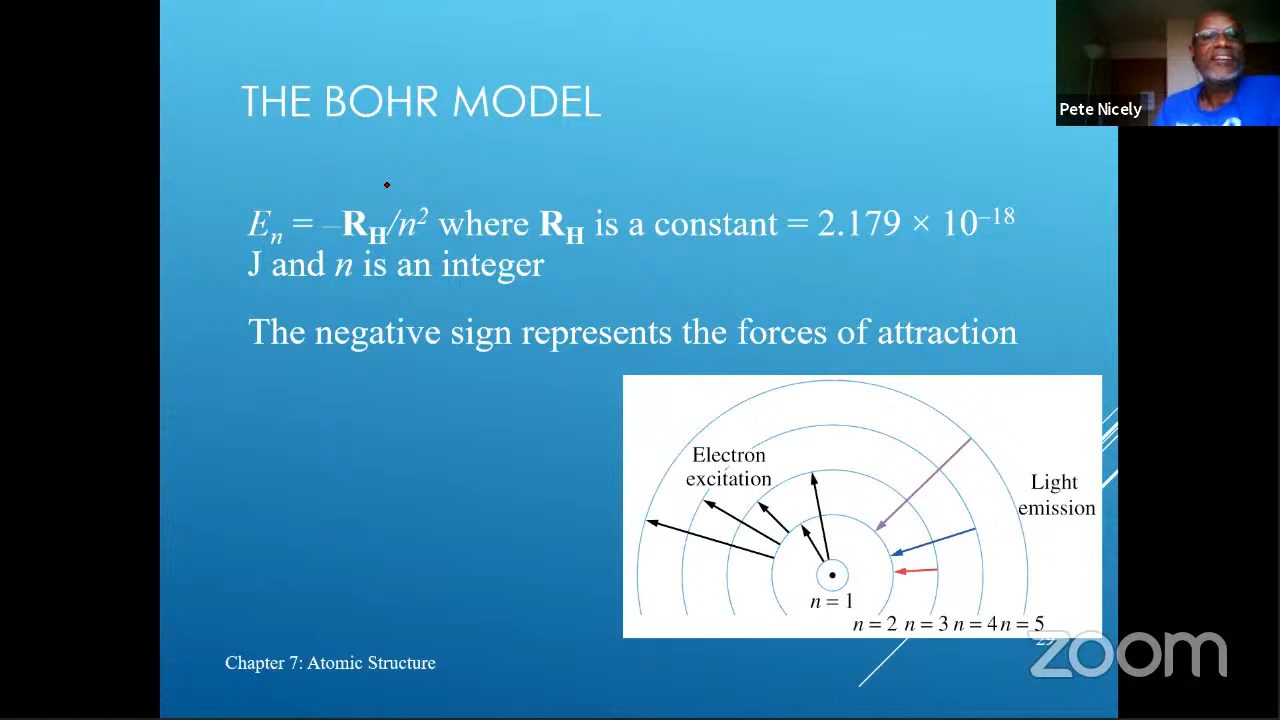 THE BOHR MODEL
Pete Nicely
Eₙ = –R_H/n² where R_H is a constant = 2.179 × 10⁻¹⁸
J and n is an integer
The negative sign represents the forces of attraction
Electron
excitation
Light
emission
n = 1
n = 2 n = 3 n = 4 n = 5
Chapter 7: Atomic Structure
zoom